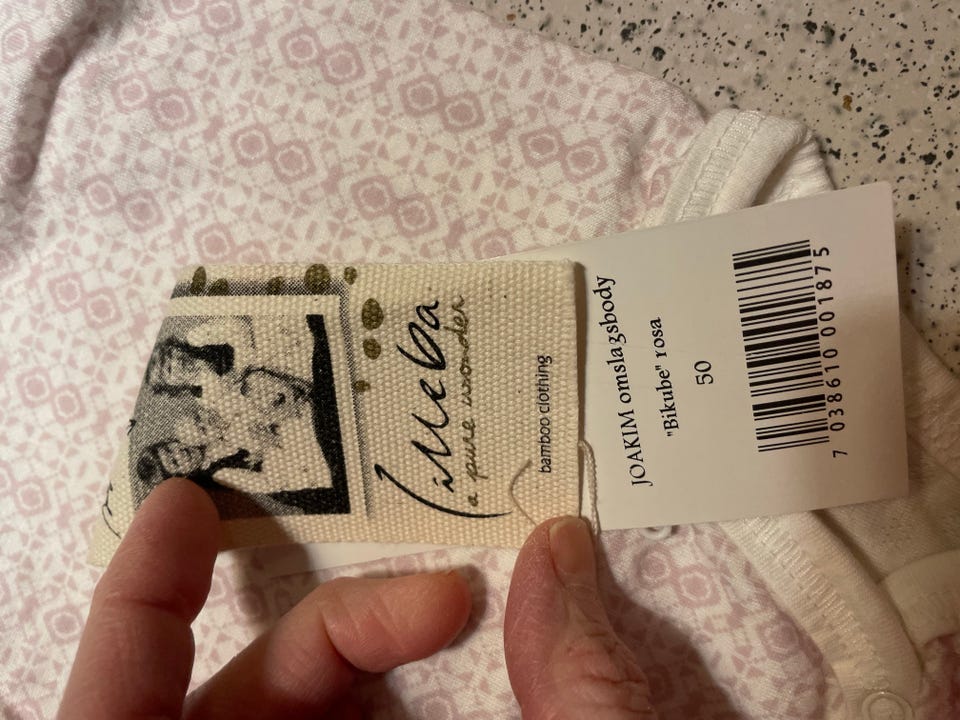 Lilleba
a pure wonder
bamboo clothing
JOAKIM omslagsbody
"Bikube" rosa
50
7 038610 001875